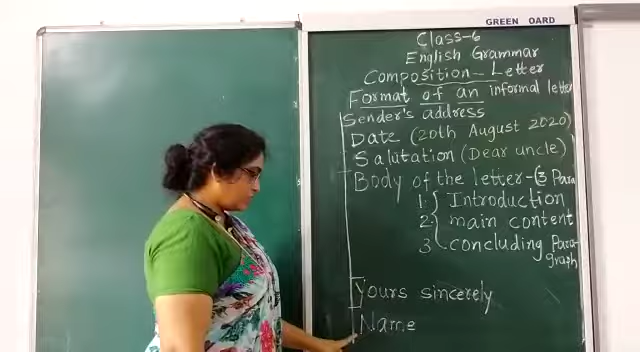 GREEN OARD
Class-6
English Grammar
Composition - Letter
Format of an informal letter
Sender's address
Date (20th August 2020)
Salutation (Dear uncle)
Body of the letter - (3 Para
1. Introduction
2. main content
3 concluding Para-
graph
Yours sincerely
Name